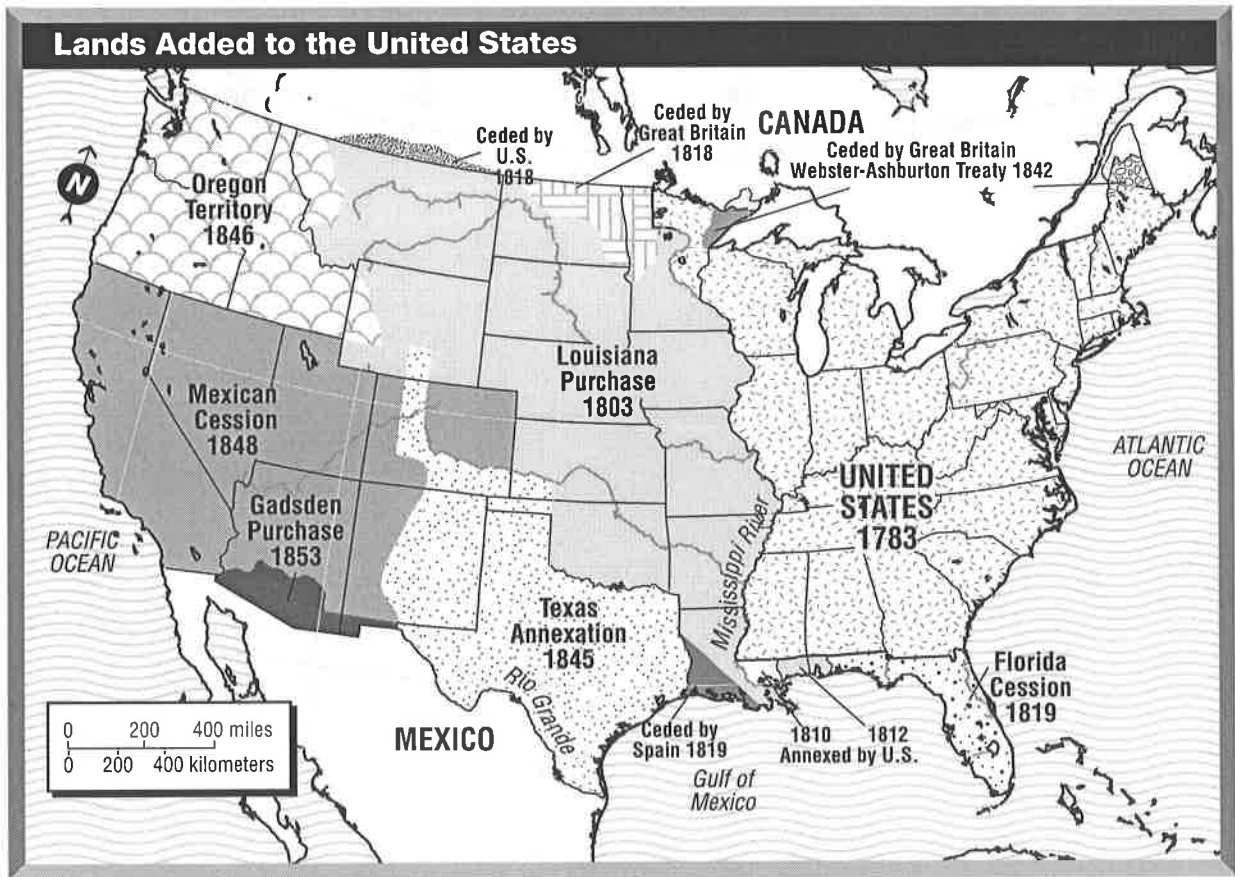 Lands Added to the United States
Ceded by
U.S.
1818
Ceded by
Great Britain
1818
CANADA
Ceded by Great Britain
Webster-Ashburton Treaty 1842
N
Oregon
Territory
1846
Louisiana
Purchase
1803
Mexican
Cession
1848
UNITED
STATES
1783
ATLANTIC
OCEAN
Gadsden
Purchase
1853
PACIFIC
OCEAN
Mississippi River
Texas
Annexation
1845
Rio Grande
Florida
Cession
1819
MEXICO
Ceded by
Spain 1819
1810 1812
Annexed by U.S.
Gulf of
Mexico
0 200 400 miles
0 200 400 kilometers